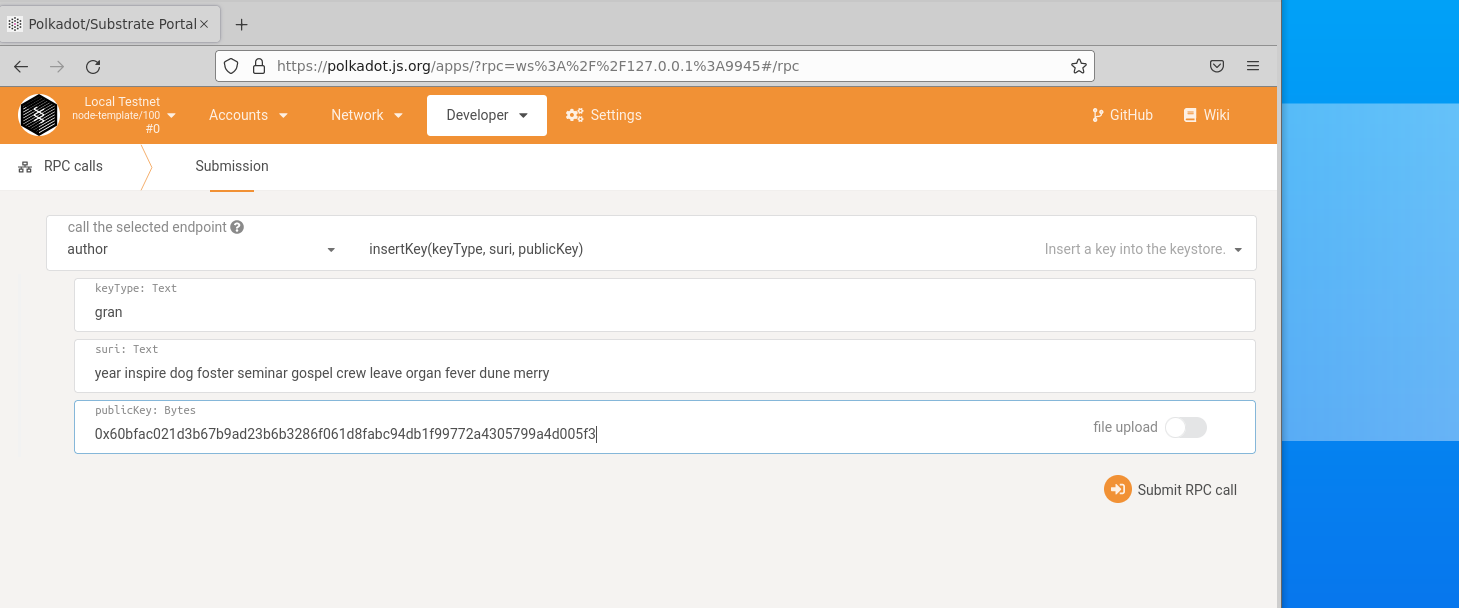 Polkadot/Substrate Portal
https://polkadot.js.org/apps/?rpc=ws%3A%2F%2F127.0.0.1%3A9945#/rpc
Local Testnet
node-template/100
#0
Accounts
Network
Developer
Settings
GitHub
Wiki
RPC calls
Submission
call the selected endpoint
author
insertKey(keyType, suri, publicKey)
Insert a key into the keystore.
keyType: Text
gran
suri: Text
year inspire dog foster seminar gospel crew leave organ fever dune merry
publicKey: Bytes
0x60bfac021d3b67b9ad23b6b3286f061d8fabc94db1f99772a4305799a4d005f3
file upload
Submit RPC call